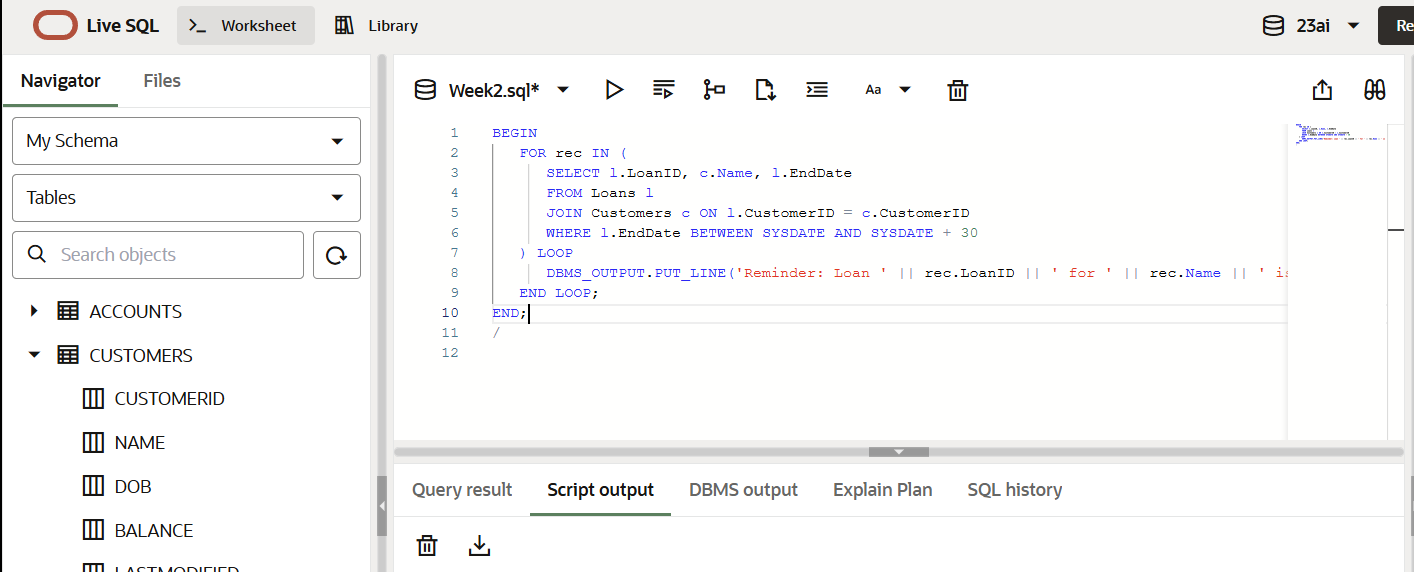 Live SQL
Worksheet
Library
23ai
Re
Navigator
Files
My Schema
Tables
Search objects
ACCOUNTS
CUSTOMERS
CUSTOMERID
NAME
DOB
BALANCE
LASTMODIFIED
Week2.sql*
Aa
1 BEGIN
2 FOR rec IN (
3 SELECT l.LoanID, c.Name, l.EndDate
4 FROM Loans l
5 JOIN Customers c ON l.CustomerID = c.CustomerID
6 WHERE l.EndDate BETWEEN SYSDATE AND SYSDATE + 30
7 ) LOOP
8 DBMS_OUTPUT.PUT_LINE('Reminder: Loan ' || rec.LoanID || ' for ' || rec.Name || ' is
9 END LOOP;
10 END;
11 /
12
Query result
Script output
DBMS output
Explain Plan
SQL history